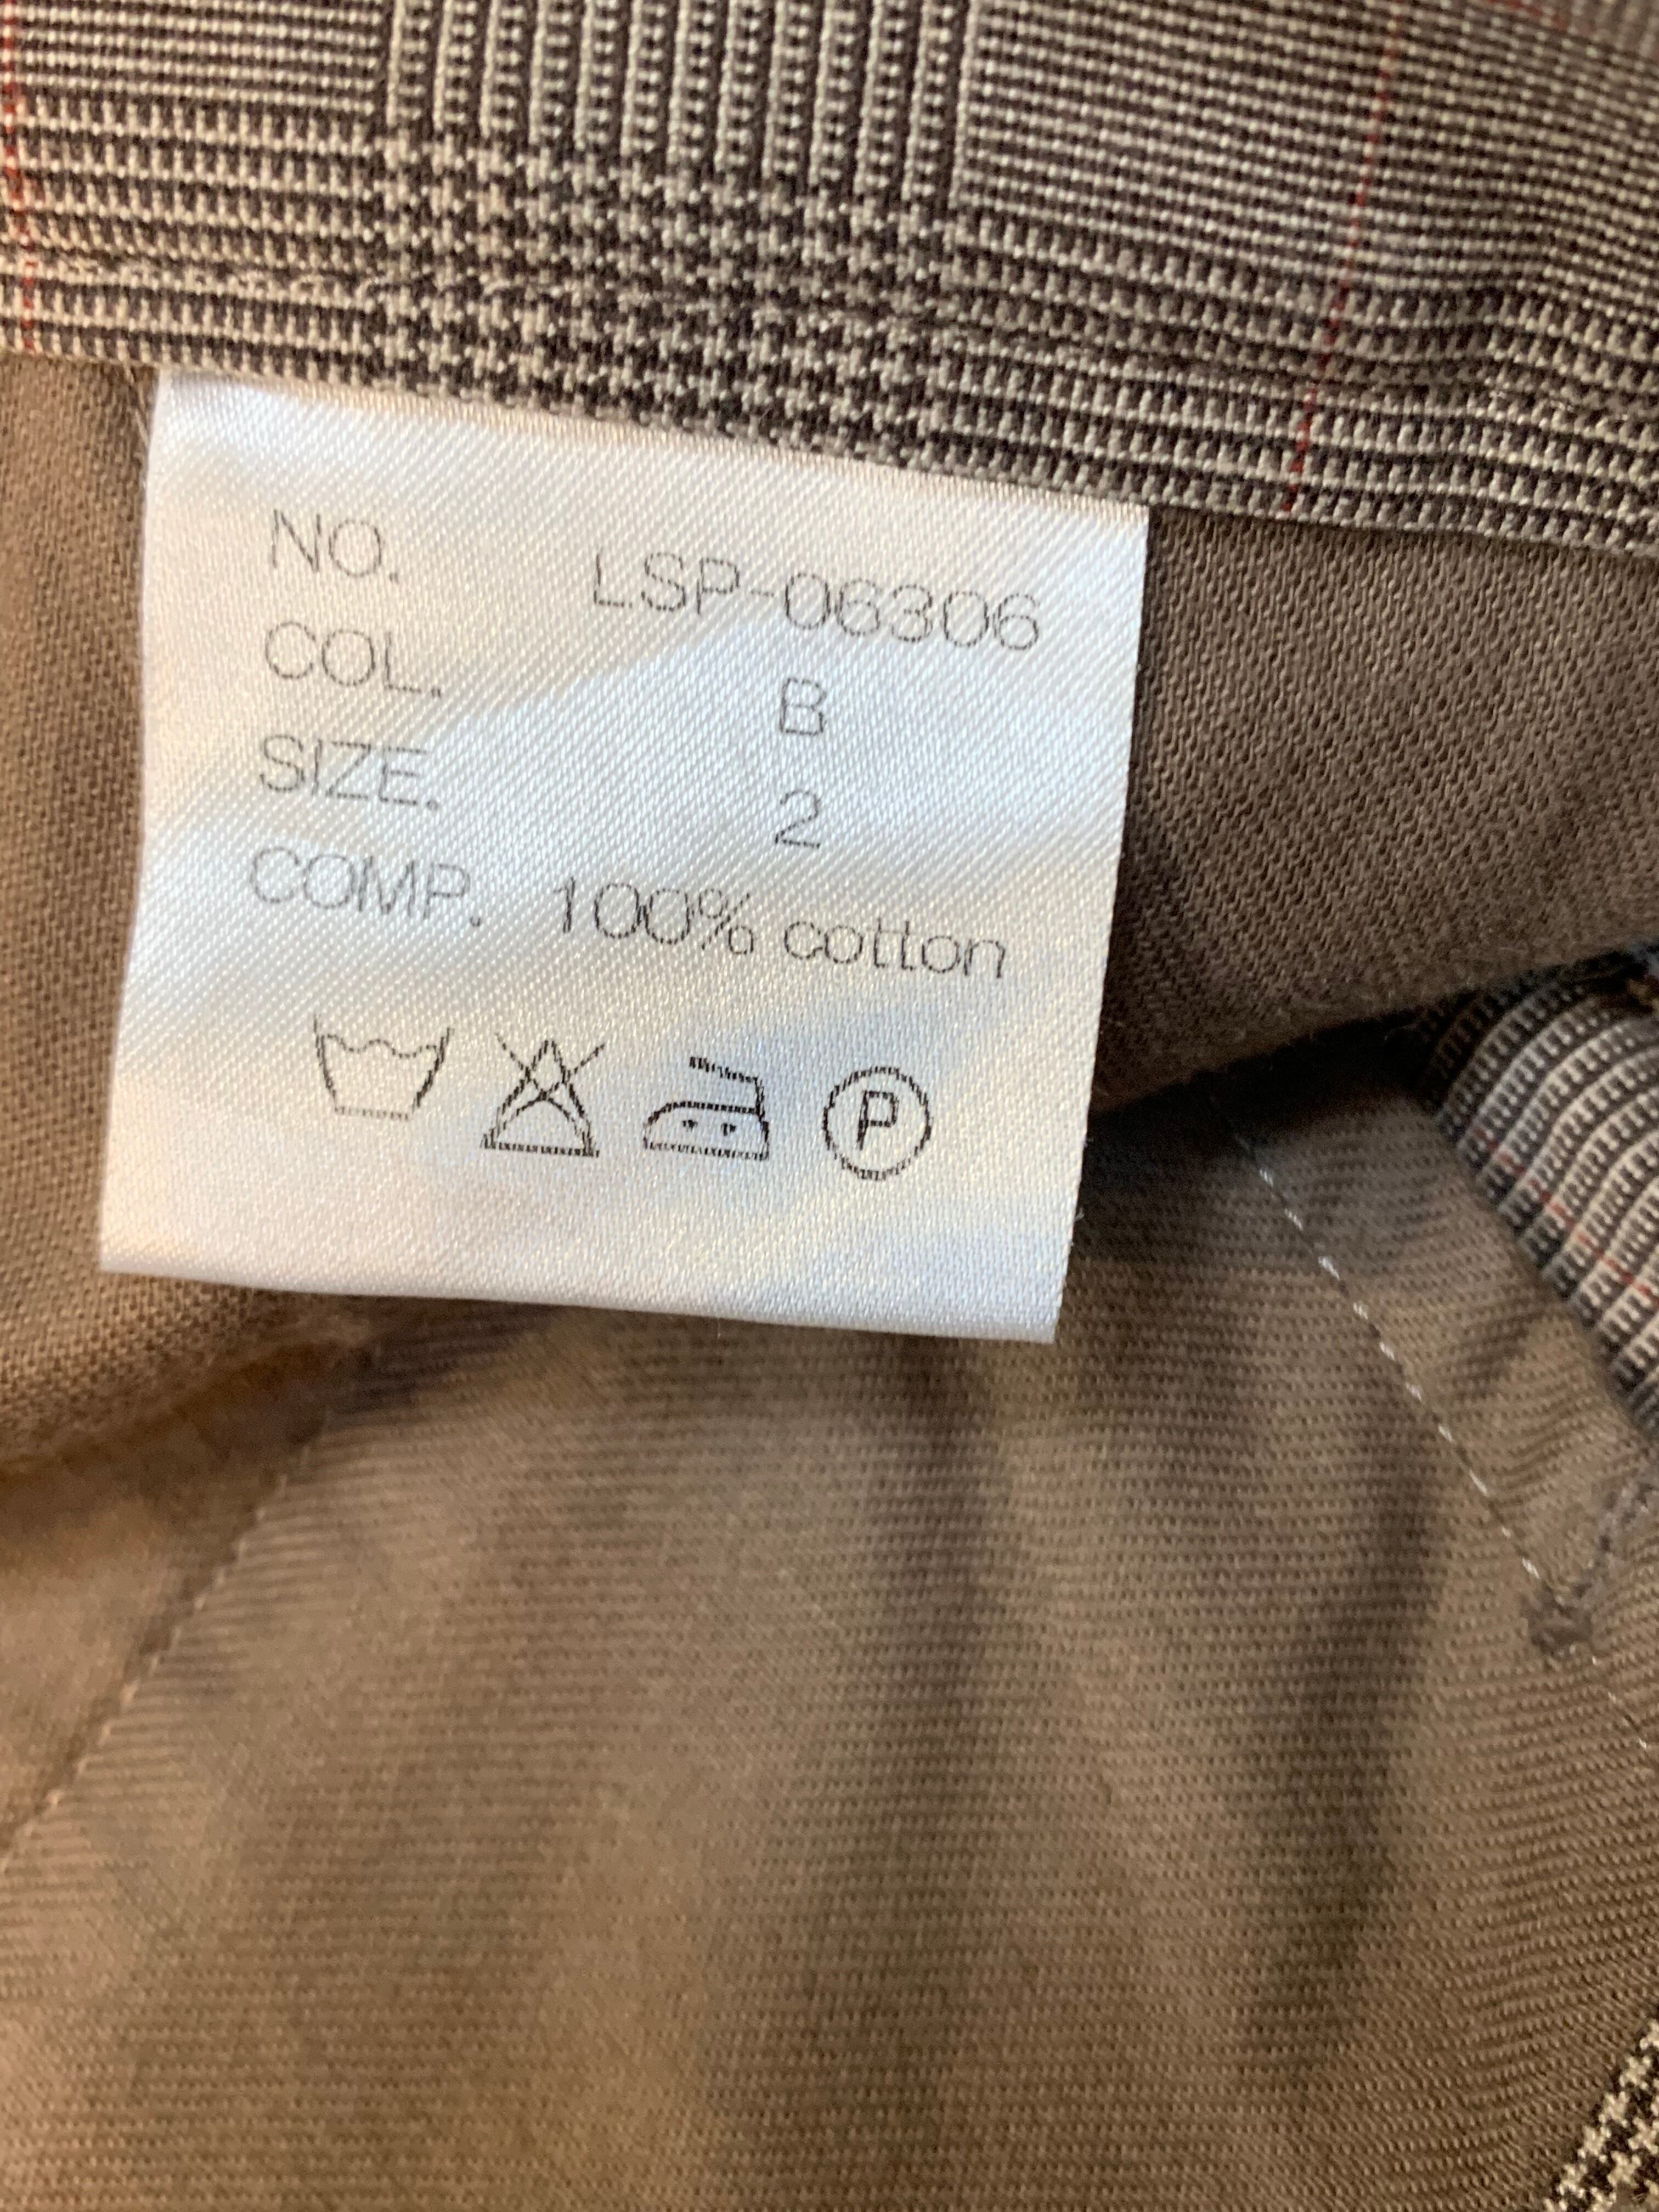 NO. LSP-06306
COL. B
SIZE. 2
COMP. 100% cotton
P